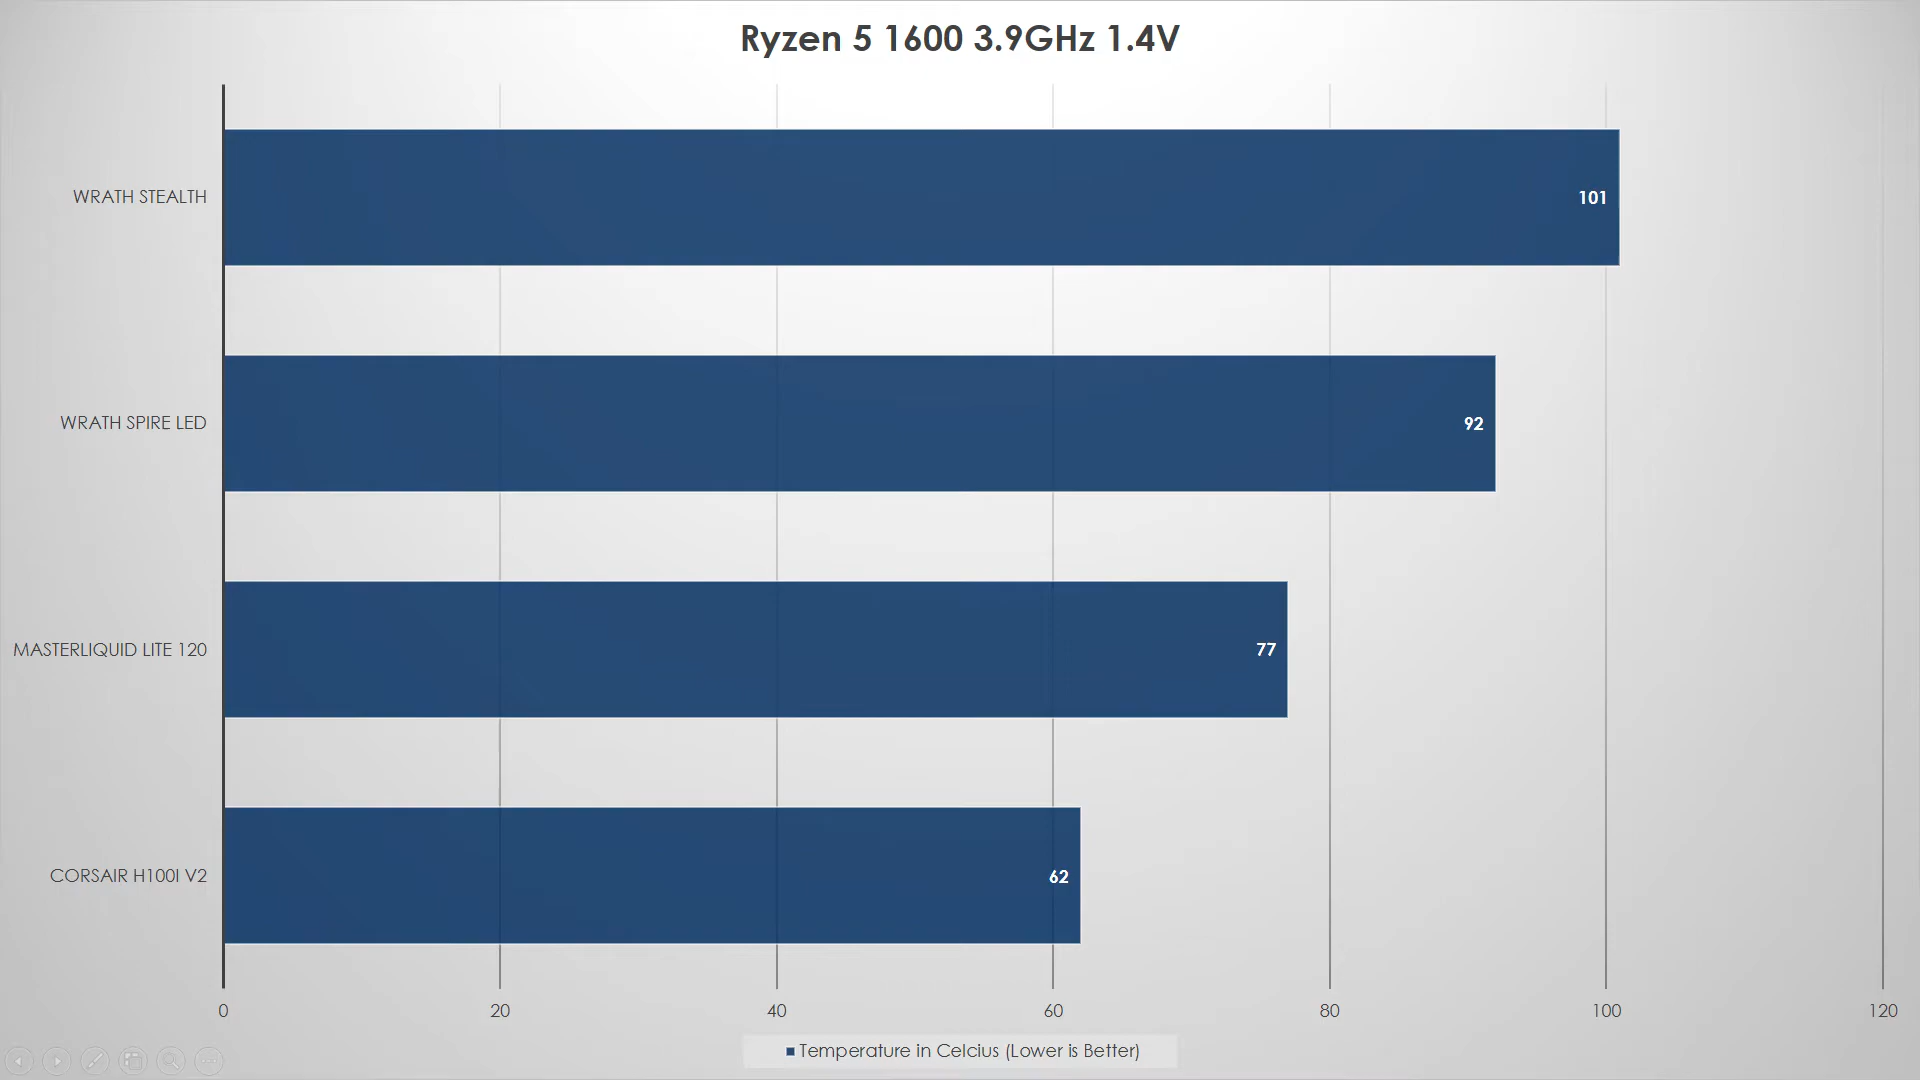 Ryzen 5 1600 3.9GHz 1.4V
WRATH STEALTH
101
WRATH SPIRE LED
92
MASTERLIQUID LITE 120
77
CORSAIR H100I V2
62
0 20 40 60 80 100 120
Temperature in Celcius (Lower is Better)